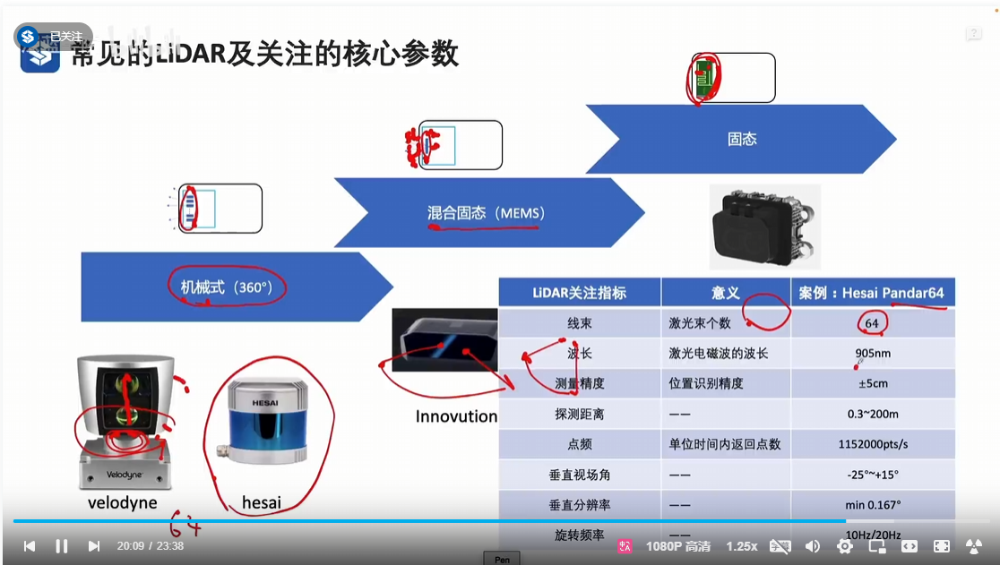 已关注
常见的LiDAR及关注的核心参数
固态
混合固态（MEMS）
机械式（360°）
LiDAR关注指标 意义 案例：Hesai Pandar64
线束 激光束个数 64
波长 激光电磁波的波长 905nm
测量精度 位置识别精度 ±5cm
探测距离 —— 0.3~200m
点频 单位时间内返回点数 1152000pts/s
垂直视场角 —— -25°~+15°
垂直分辨率 —— min 0.167°
旋转频率 —— 10Hz/20Hz
HESAI
Velodyne
Innovution
velodyne
hesai
64
20:09 / 23:38
1080P 高清
1.25x
Pen